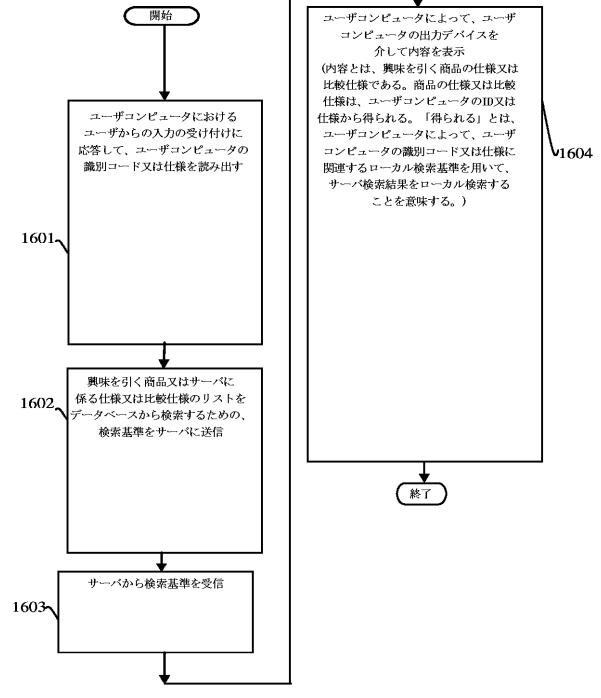 開始
ユーザコンピュータにおける
ユーザからの入力の受け付けに
応答して、ユーザコンピュータの
識別コード又は仕様を読み出す
1601
興味を引く商品又はサーバに
係る仕様又は比較仕様のリストを
データベースから検索するための、
検索基準をサーバに送信
1602
サーバから検索基準を受信
1603
ユーザコンピュータによって、ユーザ
コンピュータの出力デバイスを
介して内容を表示
(内容とは、興味を引く商品の仕様又は
比較仕様である。商品の仕様又は比較
仕様は、ユーザコンピュータのID又は
仕様から得られる。「得られる」とは、
ユーザコンピュータによって、ユーザ
コンピュータの識別コード又は仕様に
関連するローカル検索基準を用いて、
サーバ検索結果をローカル検索する
ことを意味する。)
1604
終了